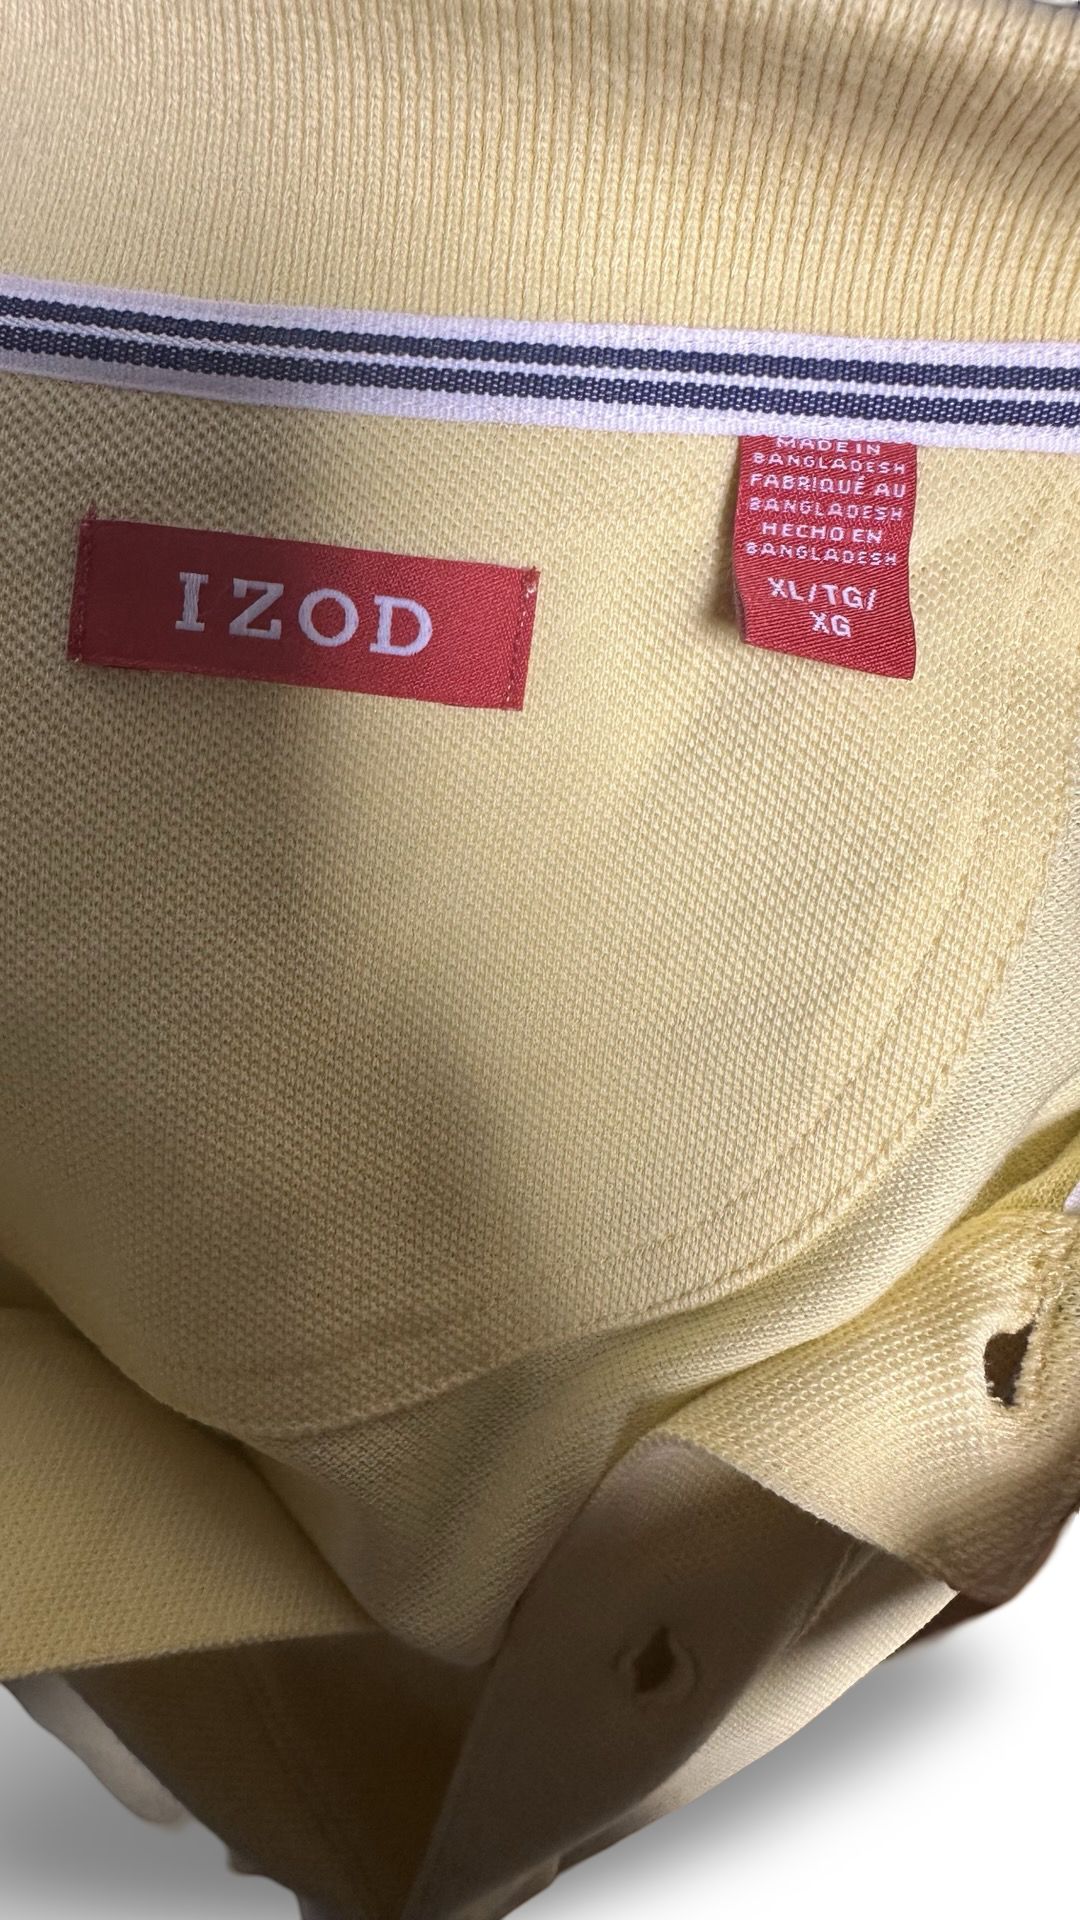 IZOD
MADE IN
BANGLADESH
FABRIQUÉ AU
BANGLADESH
HECHO EN
BANGLADESH
XL/TG/
XG